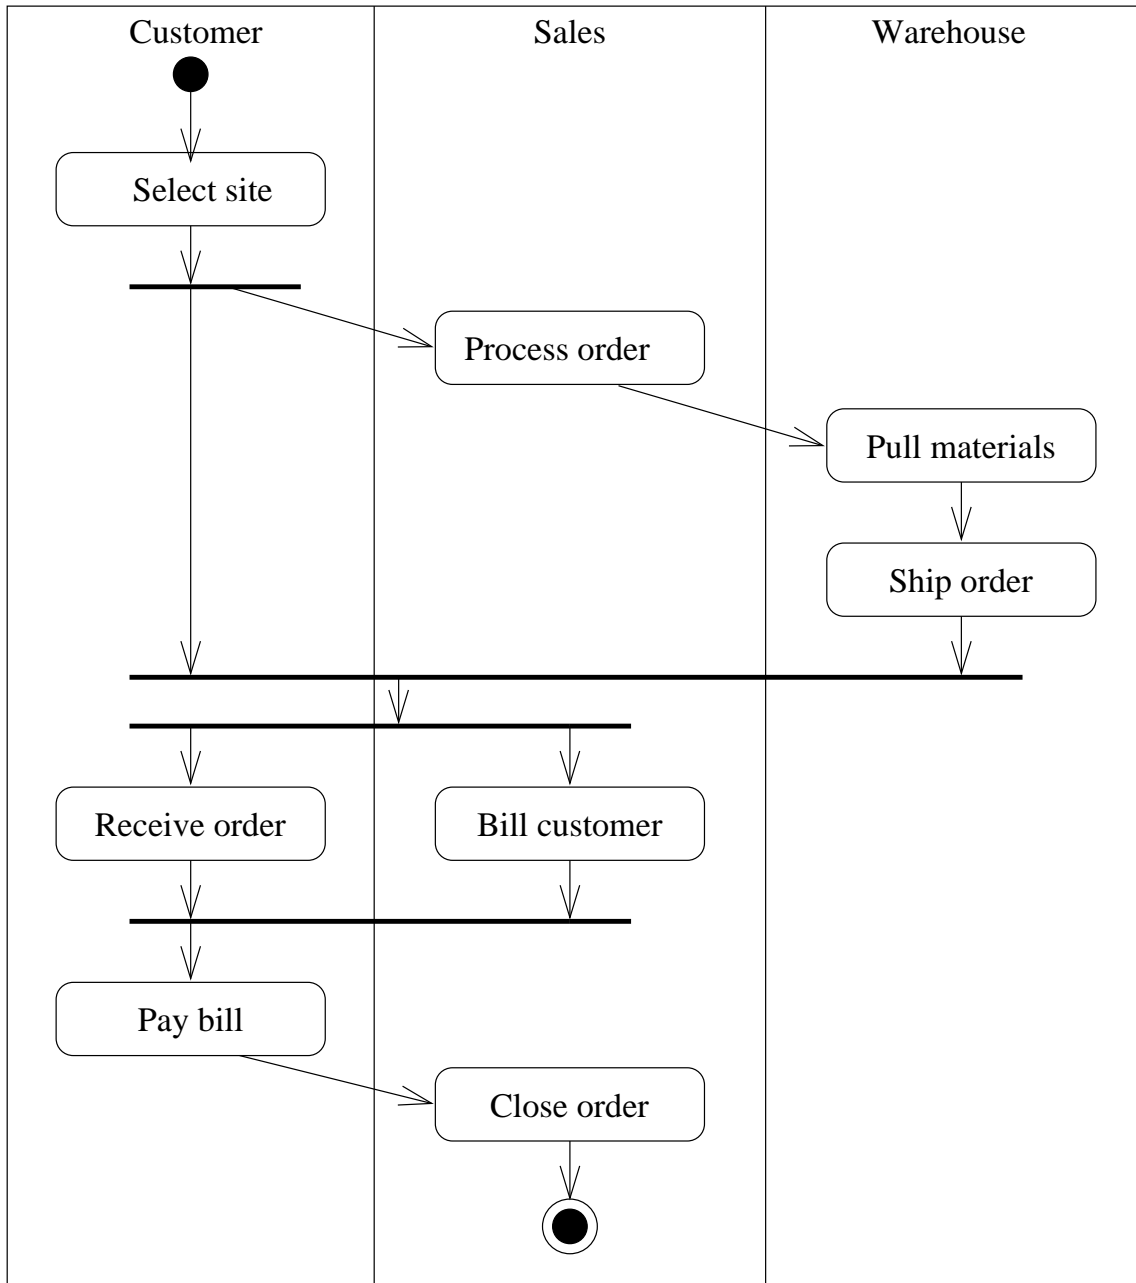 Customer
Sales
Warehouse
Select site
Process order
Pull materials
Ship order
Receive order
Bill customer
Pay bill
Close order